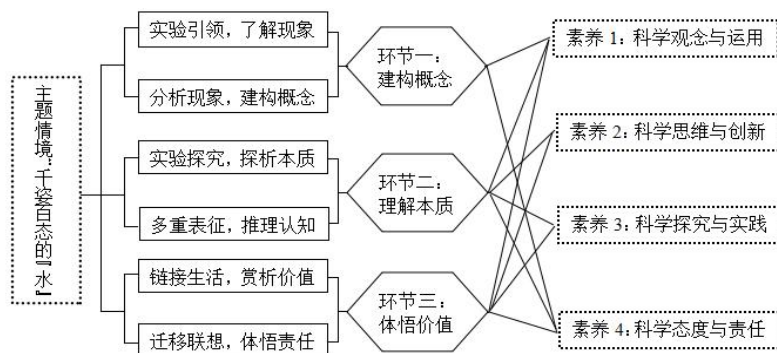 主题情境：千姿百态的『水』
实验引领，了解现象
分析现象，建构概念
实验探究，探析本质
多重表征，推理认知
链接生活，赏析价值
迁移联想，体悟责任
环节一：
建构概念
环节二：
理解本质
环节三：
体悟价值
素养 1：科学观念与运用
素养 2：科学思维与创新
素养 3：科学探究与实践
素养 4：科学态度与责任